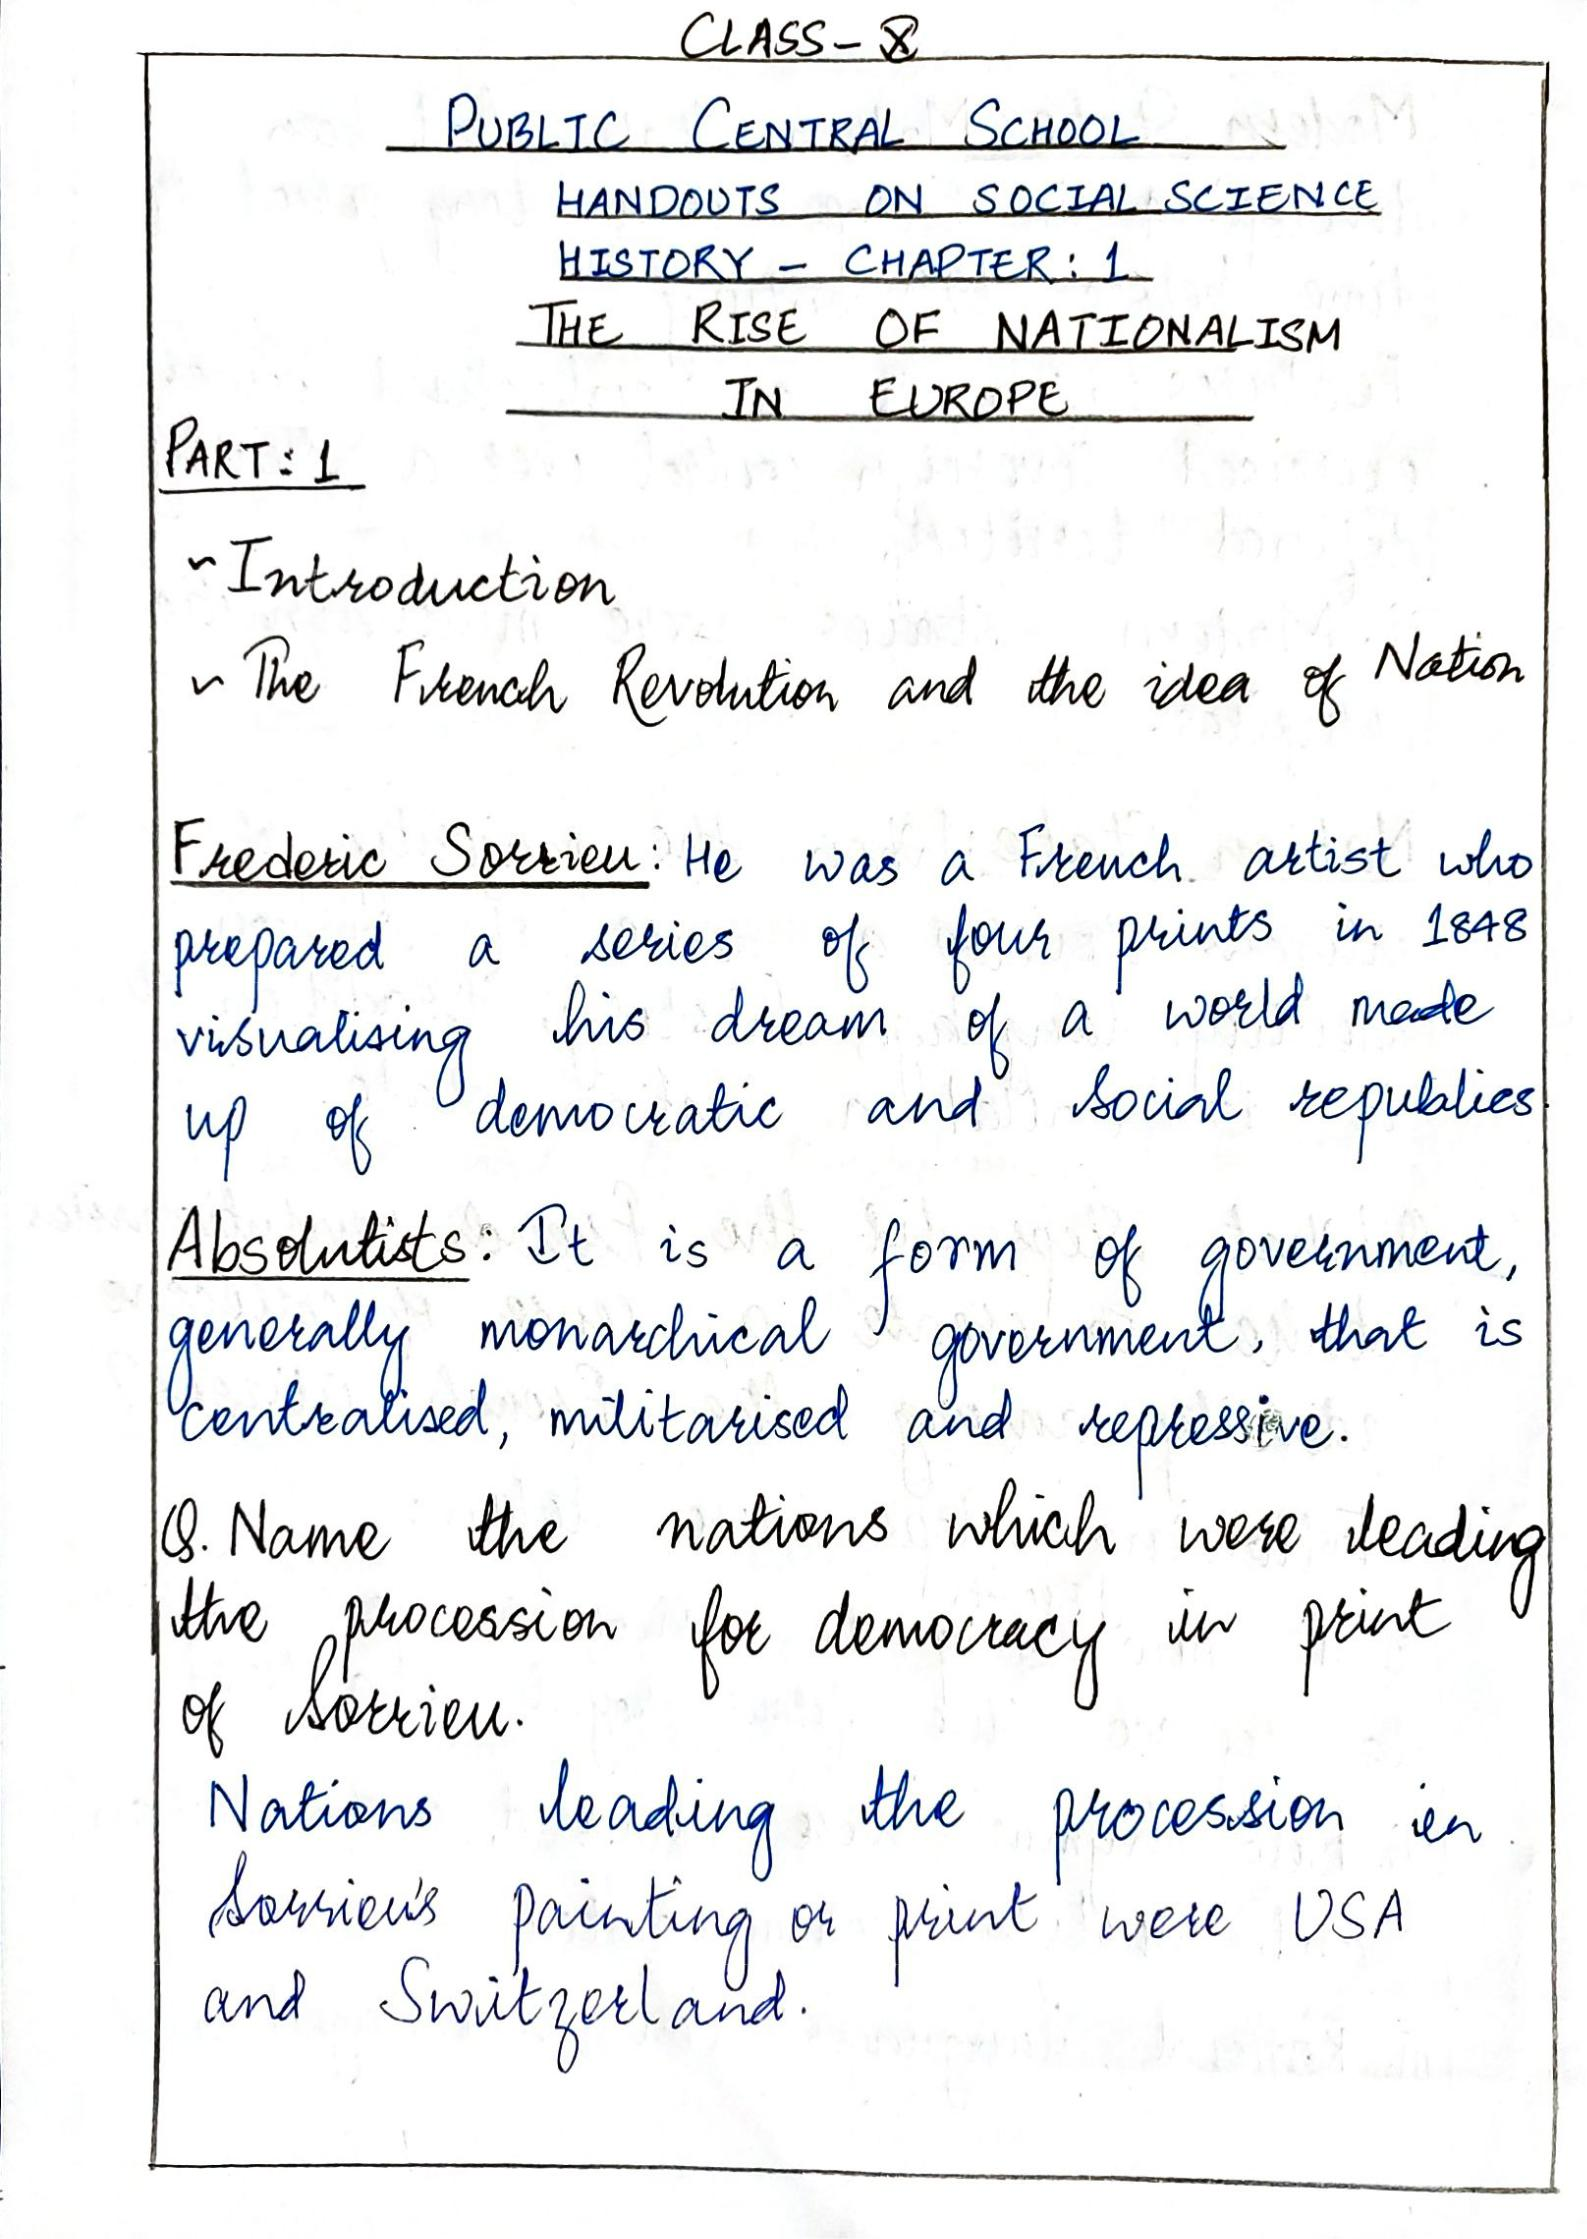 CLASS - X
PUBLIC CENTRAL SCHOOL
HANDOUTS ON SOCIAL SCIENCE
HISTORY - CHAPTER: 1
THE RISE OF NATIONALISM
IN EUROPE
PART: 1
~ Introduction
~ The French Revolution and the idea of Nation
Frederic Sorrieu: He was a French artist who
prepared a series of four prints in 1848
visualising his dream of a world made
up of democratic and social republics
Absolutists: It is a form of government,
generally monarchical government, that is
centralised, militarised and repressive.
Q. Name the nations which were leading
the procession for democracy in print
of Sorrieu.
Nations leading the procession in
Sorrieu's painting or print were USA
and Switzerland.